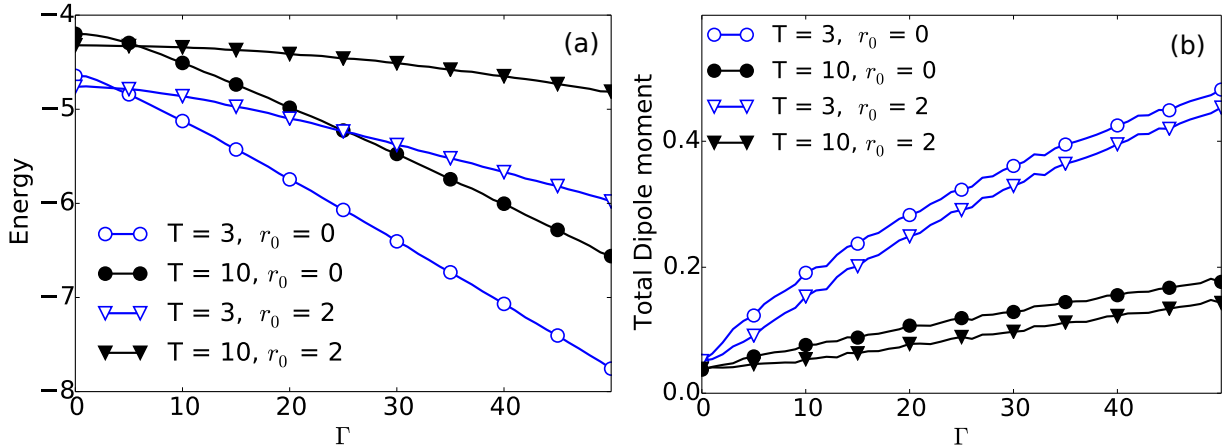 (a)
Energy
−4
−5
−6
−7
−8
T = 3, r₀ = 0
T = 10, r₀ = 0
T = 3, r₀ = 2
T = 10, r₀ = 2
0 10 20 30 40
Γ
(b)
Total Dipole moment
0.4
0.2
0.0
T = 3, r₀ = 0
T = 10, r₀ = 0
T = 3, r₀ = 2
T = 10, r₀ = 2
0 10 20 30 40
Γ